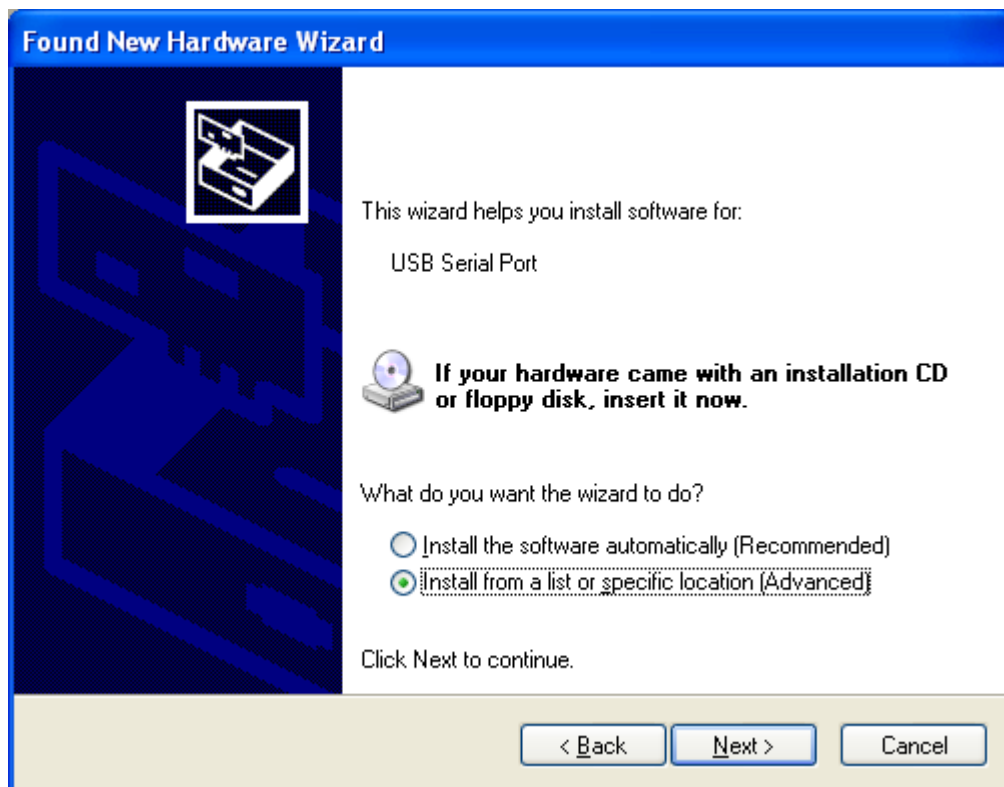 Found New Hardware Wizard
This wizard helps you install software for:
USB Serial Port
If your hardware came with an installation CD
or floppy disk, insert it now.
What do you want the wizard to do?
Install the software automatically (Recommended)
Install from a list or specific location (Advanced)
Click Next to continue.
< Back
Next >
Cancel